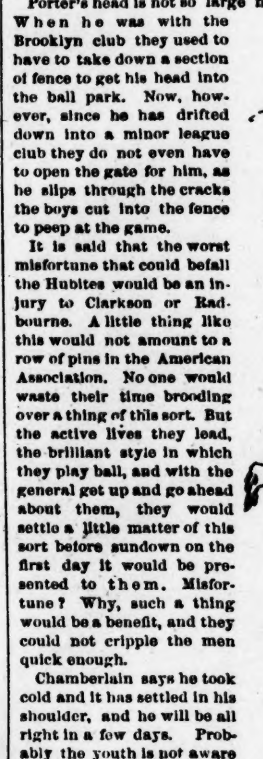 Porter's head is not so large n
When he was with the
Brooklyn club they used to
have to take down a section
of fence to get his head into
the ball park. Now, how-
ever, since he has drifted
down into a minor league
club they do not even have
to open the gate for him, as
he slips through the cracks
the boys cut into the fence
to peep at the game.
It is said that the worst
misfortune that could befall
the Hubites would be an in-
jury to Clarkson or Rad-
bourne. A little thing like
this would not amount to a
row of pins in the American
Association. No one would
waste their time brooding
over a thing of this sort. But
the active lives they lead,
the brilliant style in which
they play ball, and with the
general get up and go ahead
about them, they would
settle a little matter of this
sort before sundown on the
first day it would be pre-
sented to them. Misfor-
tune? Why, such a thing
would be a benefit, and they
could not cripple the men
quick enough.
Chamberlain says he took
cold and it has settled in his
shoulder, and he will be all
right in a few days. Prob-
ably the youth is not aware